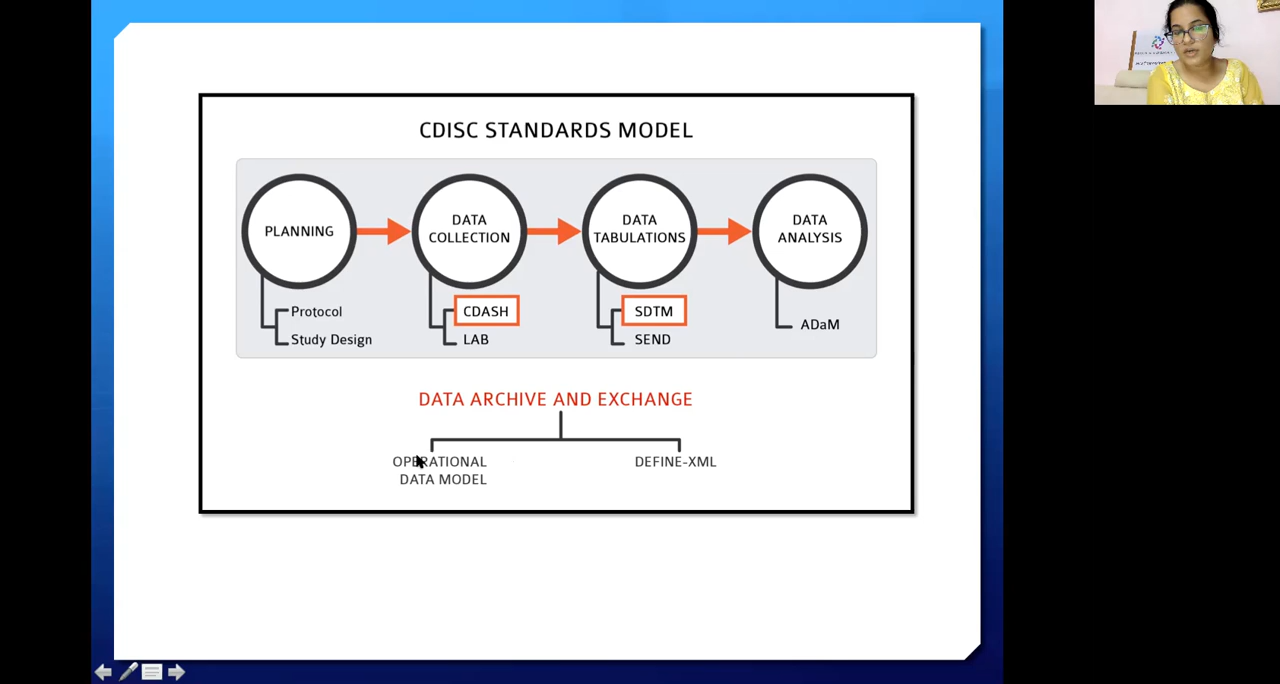 CDISC STANDARDS MODEL
PLANNING
DATA
COLLECTION
DATA
TABULATIONS
DATA
ANALYSIS
Protocol
Study Design
CDASH
LAB
SDTM
SEND
ADaM
DATA ARCHIVE AND EXCHANGE
OPERATIONAL
DATA MODEL
DEFINE-XML